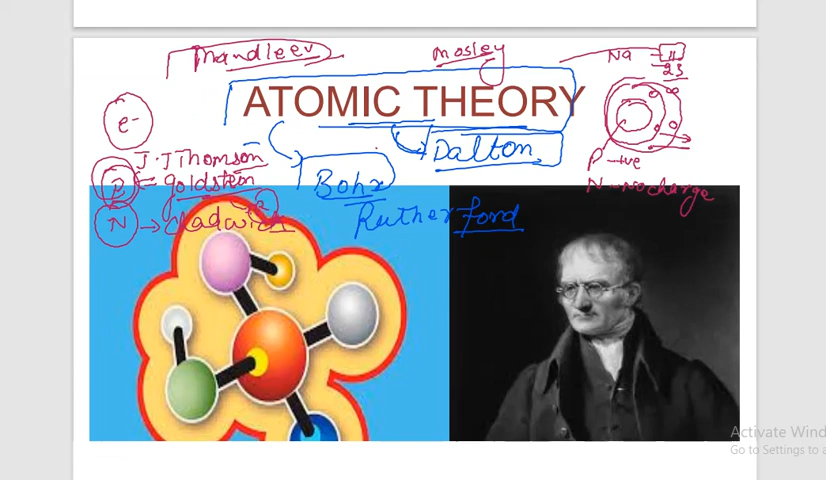 Mandleev
Mosley
Na 11
23
ATOMIC THEORY
e-
Dalton
J.J Thomson
P = goldstein
Bohr
P → +ve
N → No charge
N → Chadwick
Rutherford
Activate Wind
Go to Settings to a